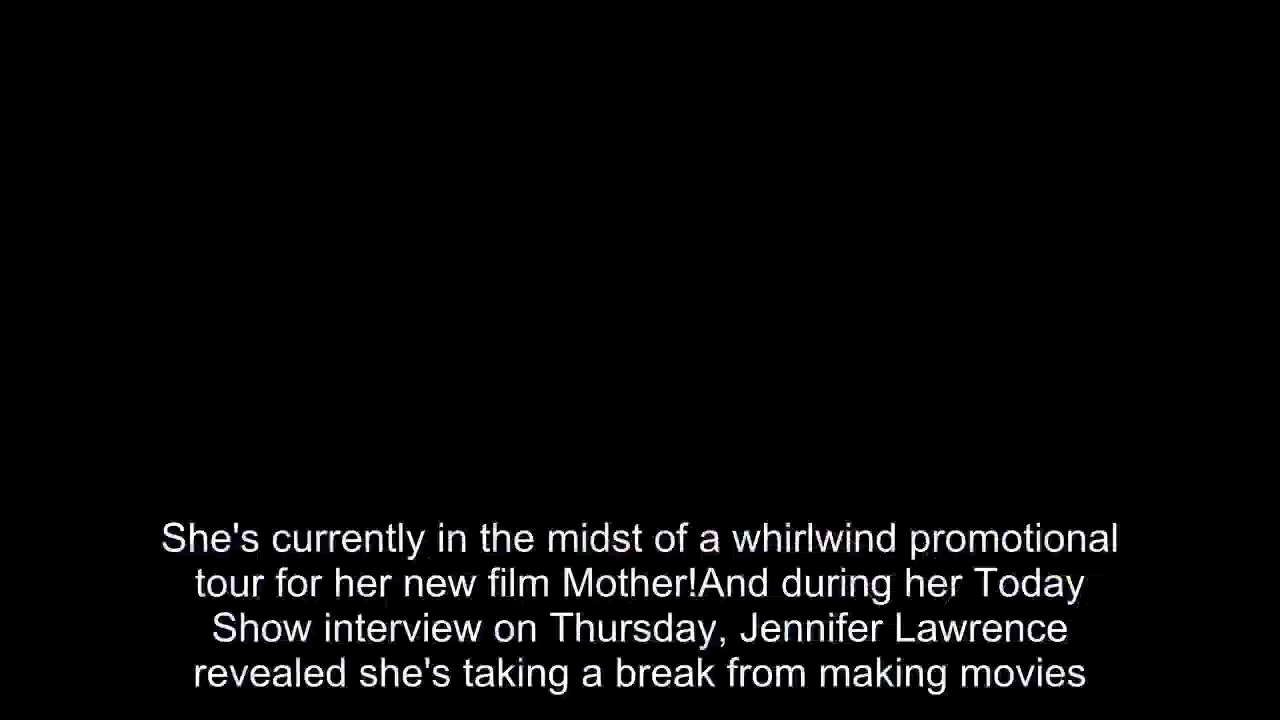 She's currently in the midst of a whirlwind promotional
tour for her new film Mother!And during her Today
Show interview on Thursday, Jennifer Lawrence
revealed she's taking a break from making movies